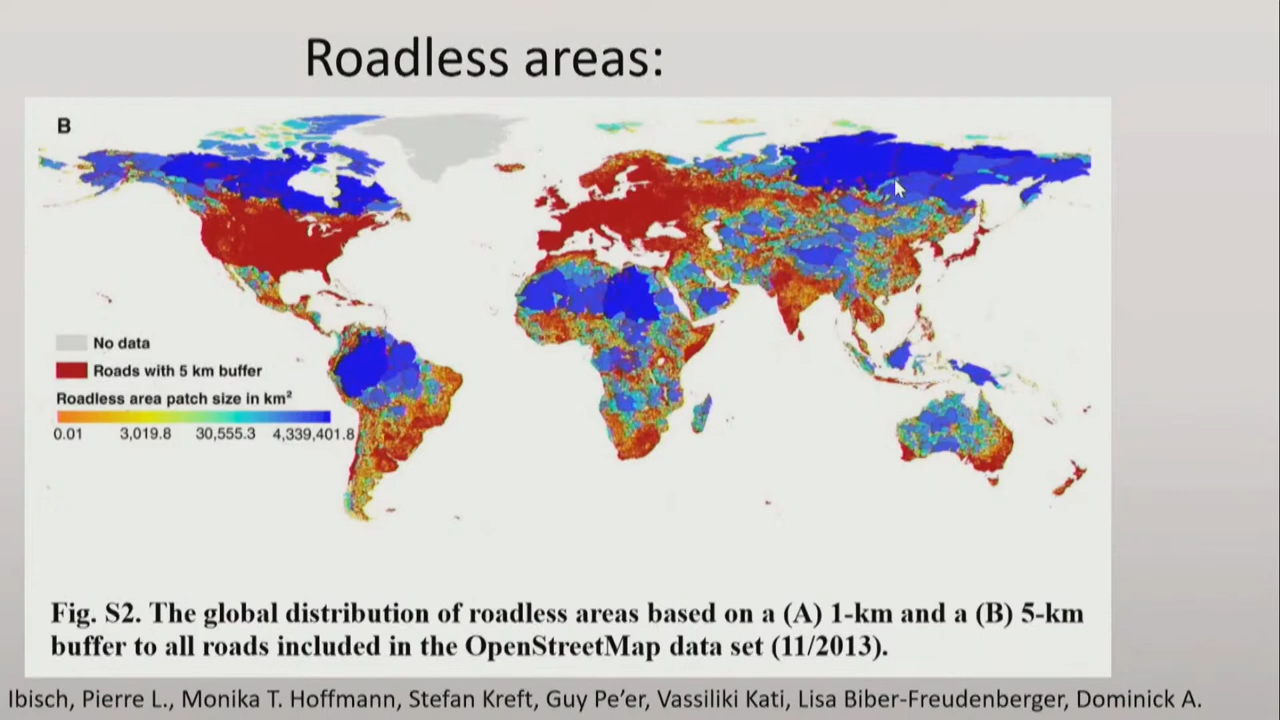 Roadless areas:
B
No data
Roads with 5 km buffer
Roadless area patch size in km²
0.01 3,019.8 30,555.3 4,339,401.8
Fig. S2. The global distribution of roadless areas based on a (A) 1-km and a (B) 5-km
buffer to all roads included in the OpenStreetMap data set (11/2013).
Ibisch, Pierre L., Monika T. Hoffmann, Stefan Kreft, Guy Pe’er, Vassiliki Kati, Lisa Biber-Freudenberger, Dominick A.